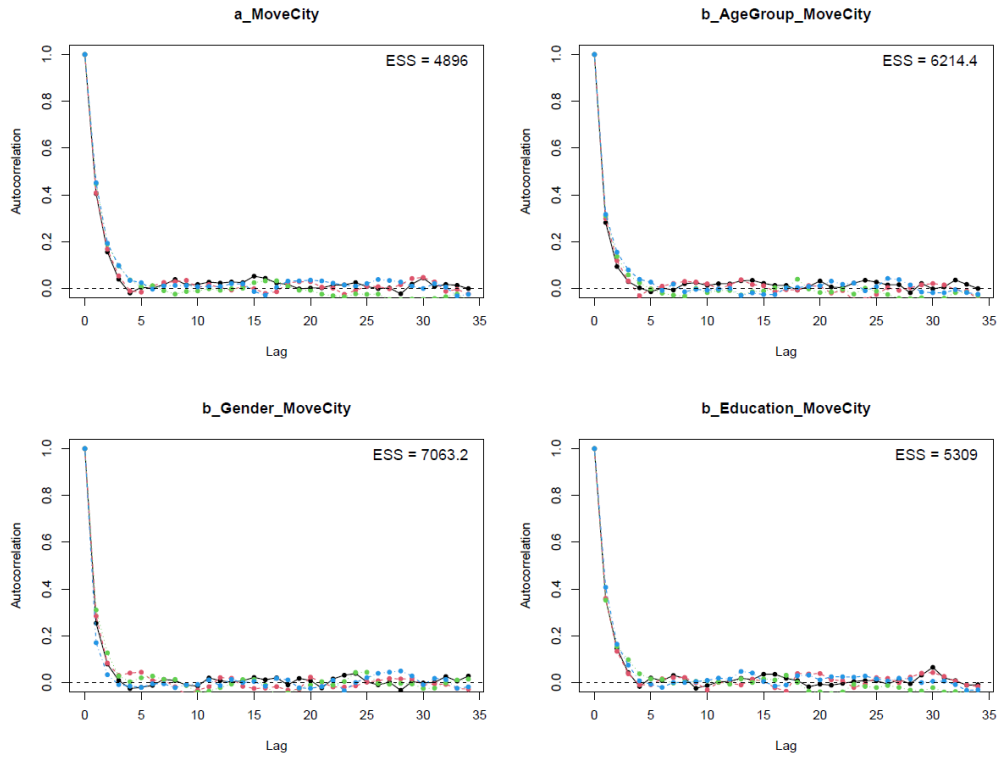 a_MoveCity
ESS = 4896
Autocorrelation
0.0 0.2 0.4 0.6 0.8 1.0
0 5 10 15 20 25 30 35
Lag
b_AgeGroup_MoveCity
ESS = 6214.4
Autocorrelation
0.0 0.2 0.4 0.6 0.8 1.0
0 5 10 15 20 25 30 35
Lag
b_Gender_MoveCity
ESS = 7063.2
Autocorrelation
0.0 0.2 0.4 0.6 0.8 1.0
0 5 10 15 20 25 30 35
Lag
b_Education_MoveCity
ESS = 5309
Autocorrelation
0.0 0.2 0.4 0.6 0.8 1.0
0 5 10 15 20 25 30 35
Lag